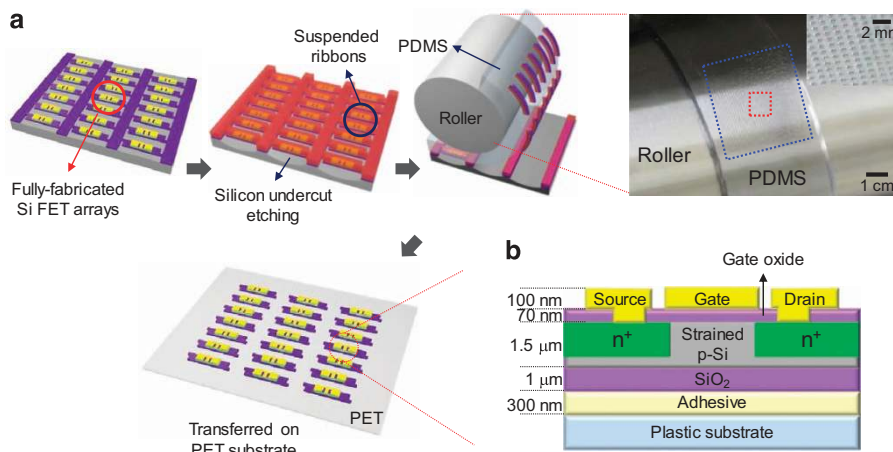 a
Suspended
ribbons
PDMS
2 mm
Roller
Fully-fabricated
Si FET arrays
Silicon undercut
etching
Roller
PDMS
1 cm
b
Gate oxide
100 nm
Source
Gate
Drain
70 nm
n+
Strained
p-Si
n+
1.5 μm
1 μm
SiO2
300 nm
Adhesive
Plastic substrate
PET
Transferred on
PET substrate